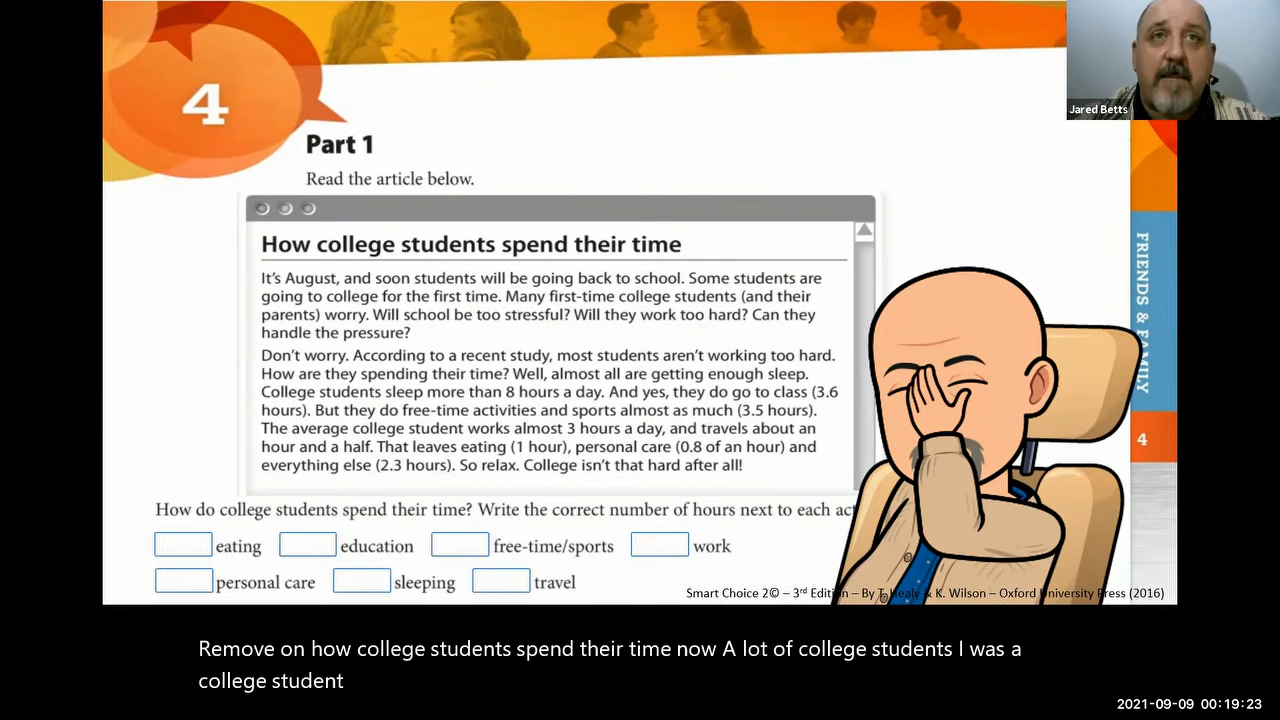 4
Jared Betts
Part 1
Read the article below.
How college students spend their time
It's August, and soon students will be going back to school. Some students are
going to college for the first time. Many first-time college students (and their
parents) worry. Will school be too stressful? Will they work too hard? Can they
handle the pressure?
Don't worry. According to a recent study, most students aren't working too hard.
How are they spending their time? Well, almost all are getting enough sleep.
College students sleep more than 8 hours a day. And yes, they do go to class (3.6
hours). But they do free-time activities and sports almost as much (3.5 hours).
The average college student works almost 3 hours a day, and travels about an
hour and a half. That leaves eating (1 hour), personal care (0.8 of an hour) and
everything else (2.3 hours). So relax. College isn't that hard after all!
FRIENDS & FAMILY
4
How do college students spend their time? Write the correct number of hours next to each
eating education free-time/sports work
personal care sleeping travel
Smart Choice 2© – 3rd Edition – By T. Healy & K. Wilson – Oxford University Press (2016)
Remove on how college students spend their time now A lot of college students I was a
college student
2021-09-09 00:19:23